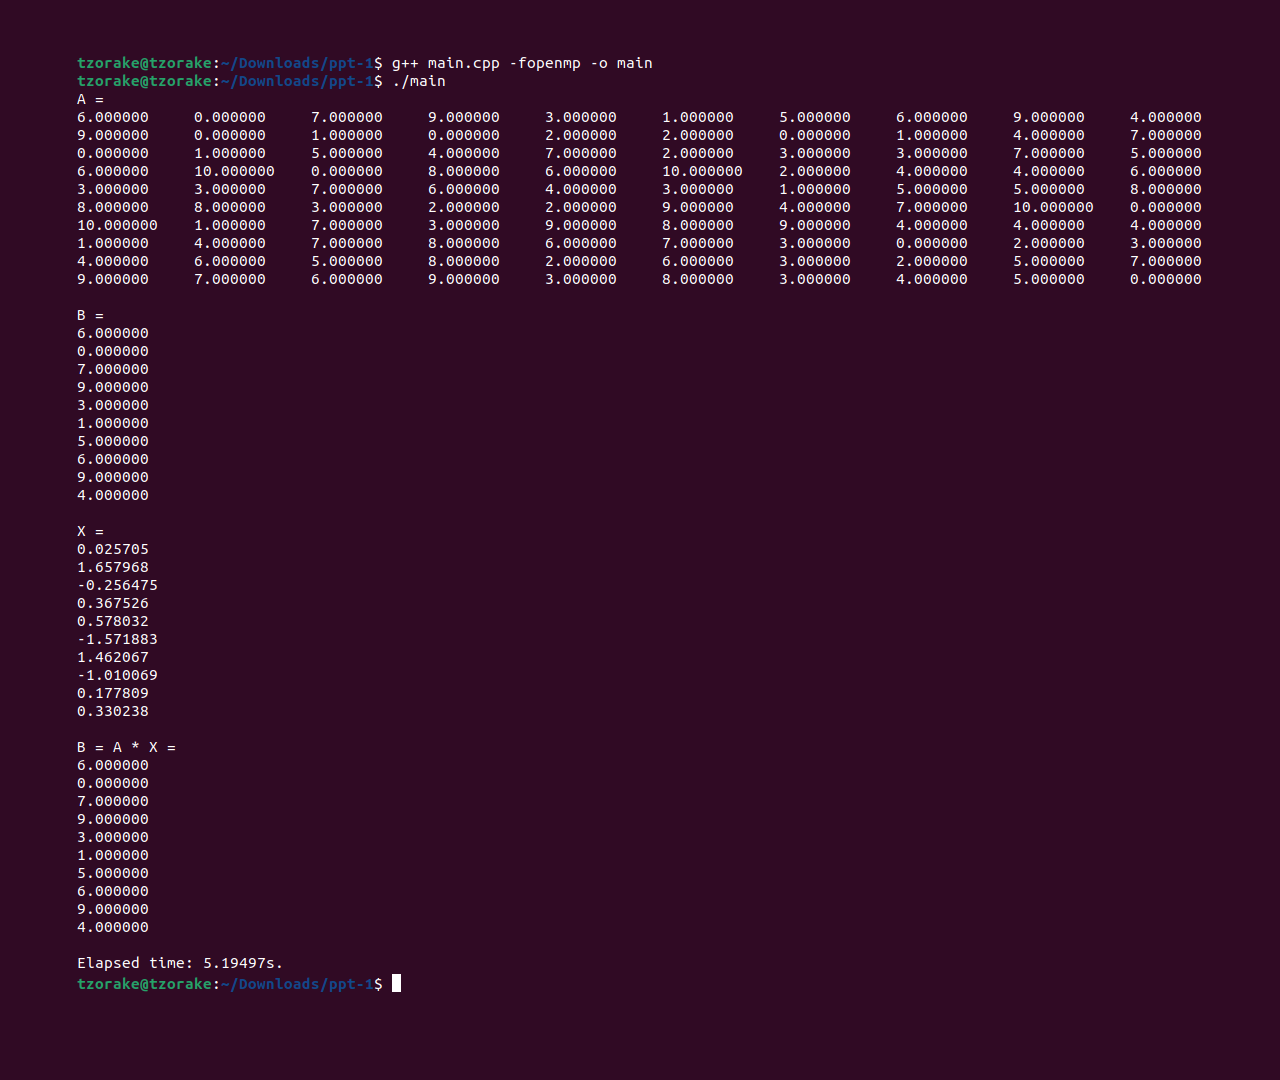 tzorake@tzorake:~/Downloads/ppt-1$ g++ main.cpp -fopenmp -o main
tzorake@tzorake:~/Downloads/ppt-1$ ./main
A =
6.000000 0.000000 7.000000 9.000000 3.000000 1.000000 5.000000 6.000000 9.000000 4.000000
9.000000 0.000000 1.000000 0.000000 2.000000 2.000000 0.000000 1.000000 4.000000 7.000000
0.000000 1.000000 5.000000 4.000000 7.000000 2.000000 3.000000 3.000000 7.000000 5.000000
6.000000 10.000000 0.000000 8.000000 6.000000 10.000000 2.000000 4.000000 4.000000 6.000000
3.000000 3.000000 7.000000 6.000000 4.000000 3.000000 1.000000 5.000000 5.000000 8.000000
8.000000 8.000000 3.000000 2.000000 2.000000 9.000000 4.000000 7.000000 10.000000 0.000000
10.000000 1.000000 7.000000 3.000000 9.000000 8.000000 9.000000 4.000000 4.000000 4.000000
1.000000 4.000000 7.000000 8.000000 6.000000 7.000000 3.000000 0.000000 2.000000 3.000000
4.000000 6.000000 5.000000 8.000000 2.000000 6.000000 3.000000 2.000000 5.000000 7.000000
9.000000 7.000000 6.000000 9.000000 3.000000 8.000000 3.000000 4.000000 5.000000 0.000000
B =
6.000000
0.000000
7.000000
9.000000
3.000000
1.000000
5.000000
6.000000
9.000000
4.000000
X =
0.025705
1.657968
-0.256475
0.367526
0.578032
-1.571883
1.462067
-1.010069
0.177809
0.330238
B = A * X =
6.000000
0.000000
7.000000
9.000000
3.000000
1.000000
5.000000
6.000000
9.000000
4.000000
Elapsed time: 5.19497s.
tzorake@tzorake:~/Downloads/ppt-1$